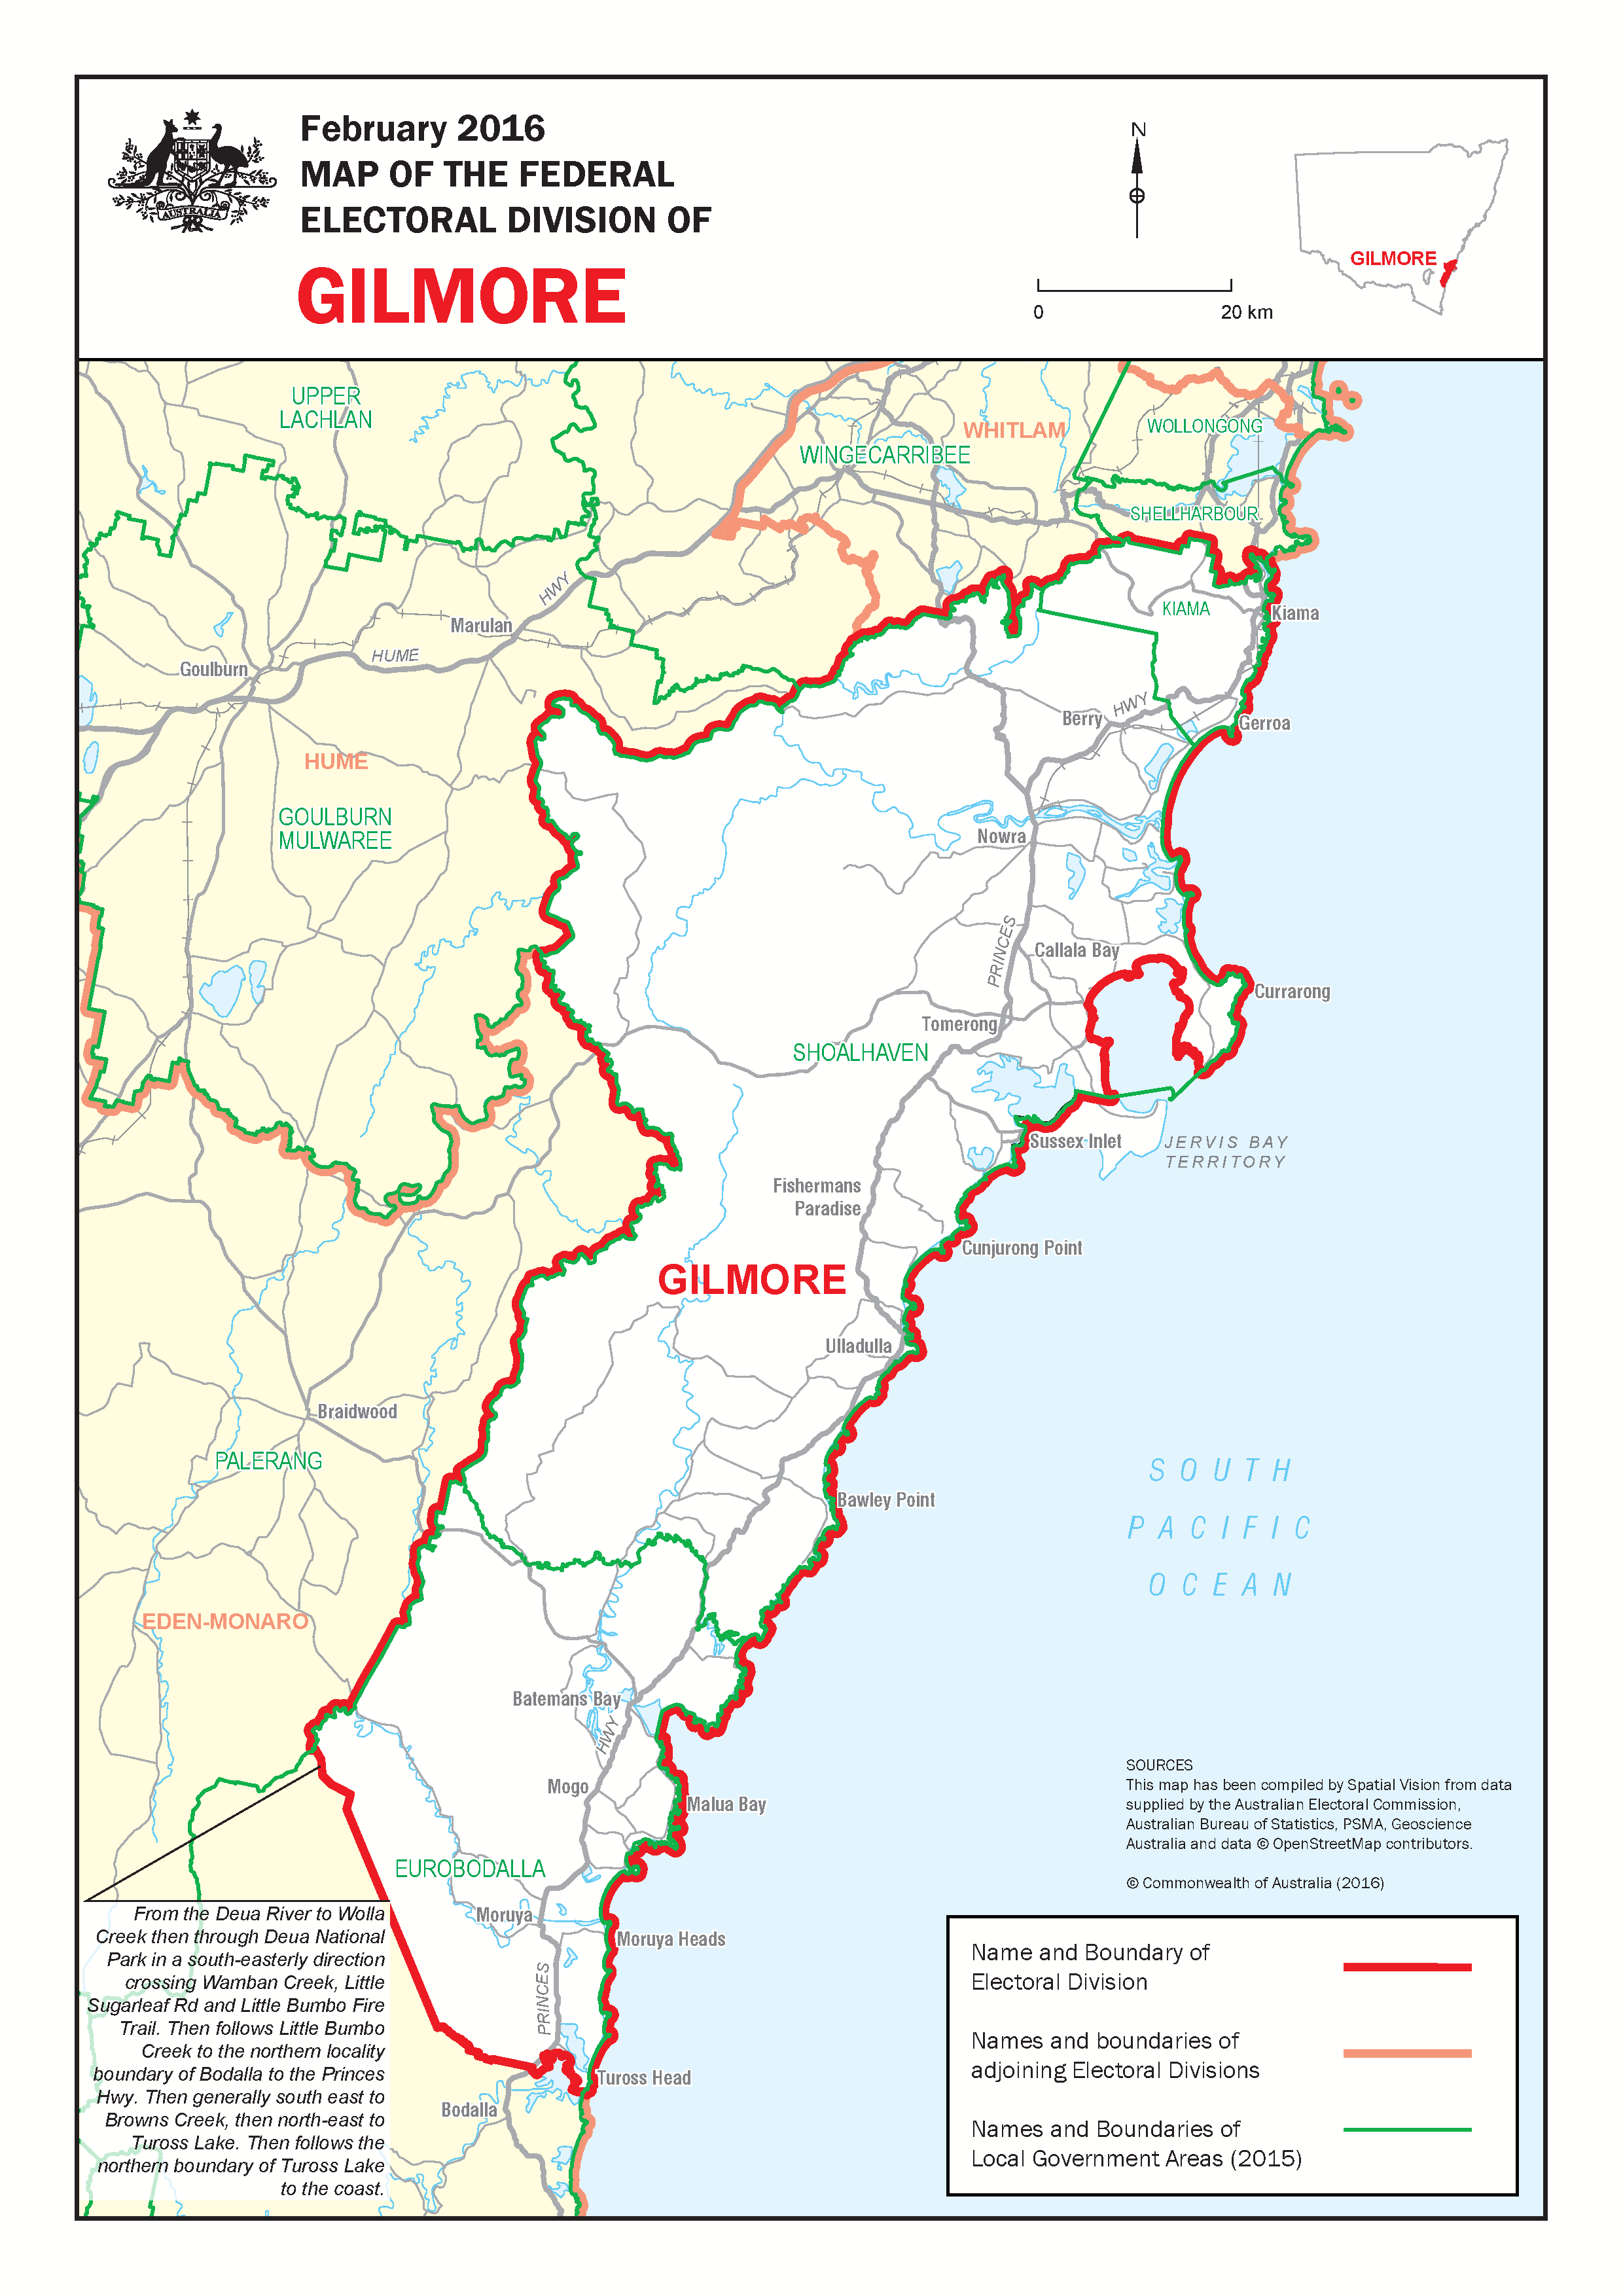 February 2016
MAP OF THE FEDERAL
ELECTORAL DIVISION OF
GILMORE
AUSTRALIA
N
0
20 km
GILMORE
UPPER
LACHLAN
WHITLAM
WOLLONGONG
WINGECARRIBEE
SHELLHARBOUR
HWY
KIAMA
Kiama
Marulan
HUME
Goulburn
Berry
HWY
Gerroa
HUME
GOULBURN
MULWAREE
Nowra
PRINCES
Callala Bay
Currarong
Tomerong
SHOALHAVEN
Sussex Inlet
JERVIS BAY
TERRITORY
Fishermans
Paradise
Cunjurong Point
GILMORE
Ulladulla
Braidwood
PALERANG
SOUTH
Bawley Point
PACIFIC
OCEAN
EDEN-MONARO
Batemans Bay
HWY
Mogo
Malua Bay
EUROBODALLA
Moruya
Moruya Heads
PRINCES
Tuross Head
Bodalla
From the Deua River to Wolla
Creek then through Deua National
Park in a south-easterly direction
crossing Wamban Creek, Little
Sugarleaf Rd and Little Bumbo Fire
Trail. Then follows Little Bumbo
Creek to the northern locality
boundary of Bodalla to the Princes
Hwy. Then generally south east to
Browns Creek, then north-east to
Tuross Lake. Then follows the
northern boundary of Tuross Lake
to the coast.
SOURCES
This map has been compiled by Spatial Vision from data
supplied by the Australian Electoral Commission,
Australian Bureau of Statistics, PSMA, Geoscience
Australia and data © OpenStreetMap contributors.
© Commonwealth of Australia (2016)
Name and Boundary of
Electoral Division
Names and boundaries of
adjoining Electoral Divisions
Names and Boundaries of
Local Government Areas (2015)